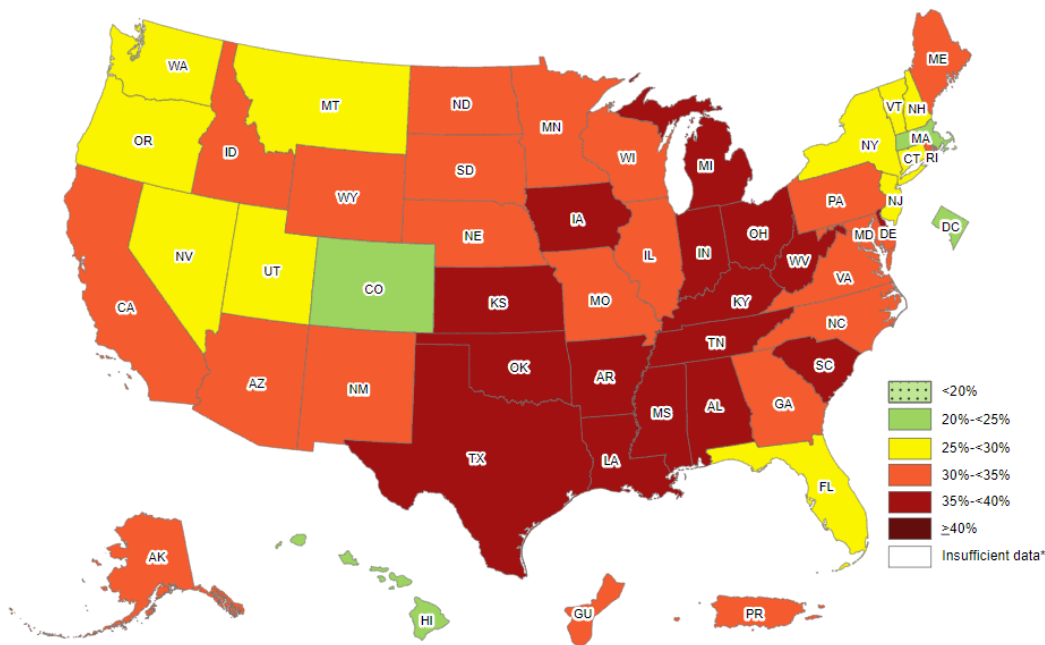 WA
MT
ND
MN
ME
VT
NH
OR
ID
WY
SD
WI
MI
NY
MA
CT
RI
NV
UT
CO
NE
IA
IL
IN
OH
PA
NJ
MD
DE
DC
CA
KS
MO
KY
WV
VA
AZ
NM
OK
AR
TN
NC
SC
TX
LA
MS
AL
GA
FL
AK
HI
GU
PR
<20%
20%-<25%
25%-<30%
30%-<35%
35%-<40%
≥40%
Insufficient data*